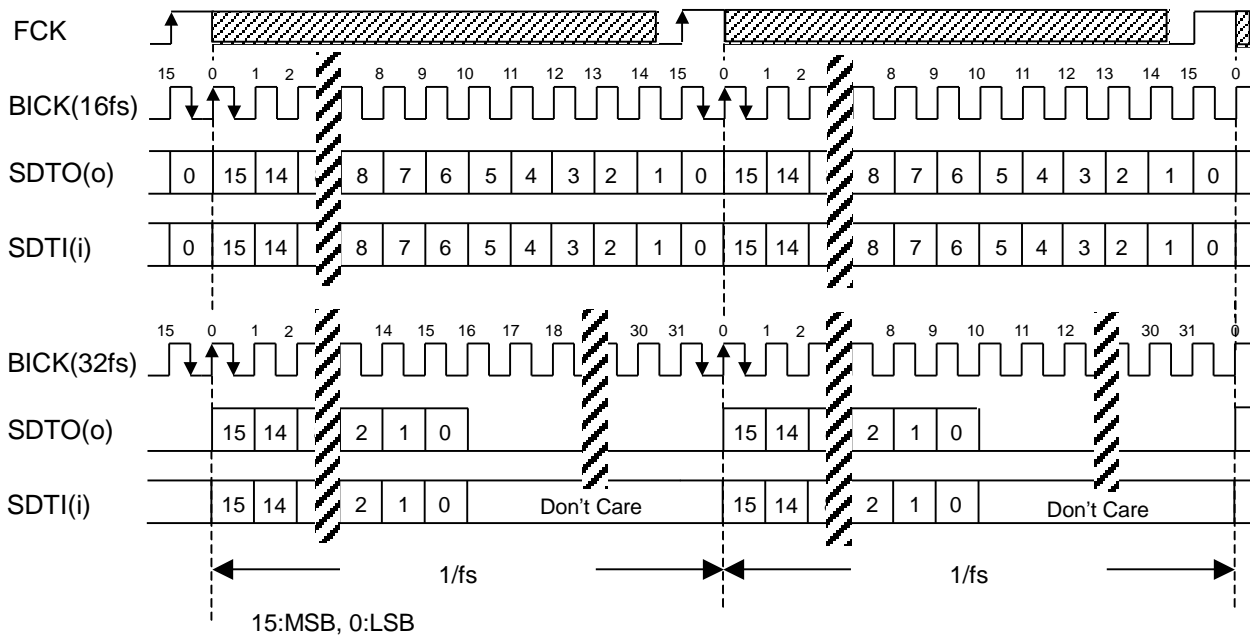 FCK
15 0 1 2 8 9 10 11 12 13 14 15 0 1 2 8 9 10 11 12 13 14 15 0
BICK(16fs)
SDTO(o) 0 15 14 8 7 6 5 4 3 2 1 0 15 14 8 7 6 5 4 3 2 1 0
SDTI(i) 0 15 14 8 7 6 5 4 3 2 1 0 15 14 8 7 6 5 4 3 2 1 0
15 0 1 2 14 15 16 17 18 30 31 0 1 2 8 9 10 11 12 30 31 0
BICK(32fs)
SDTO(o) 15 14 2 1 0 15 14 2 1 0
SDTI(i) 15 14 2 1 0 Don't Care 15 14 2 1 0 Don't Care
1/fs 1/fs
15:MSB, 0:LSB